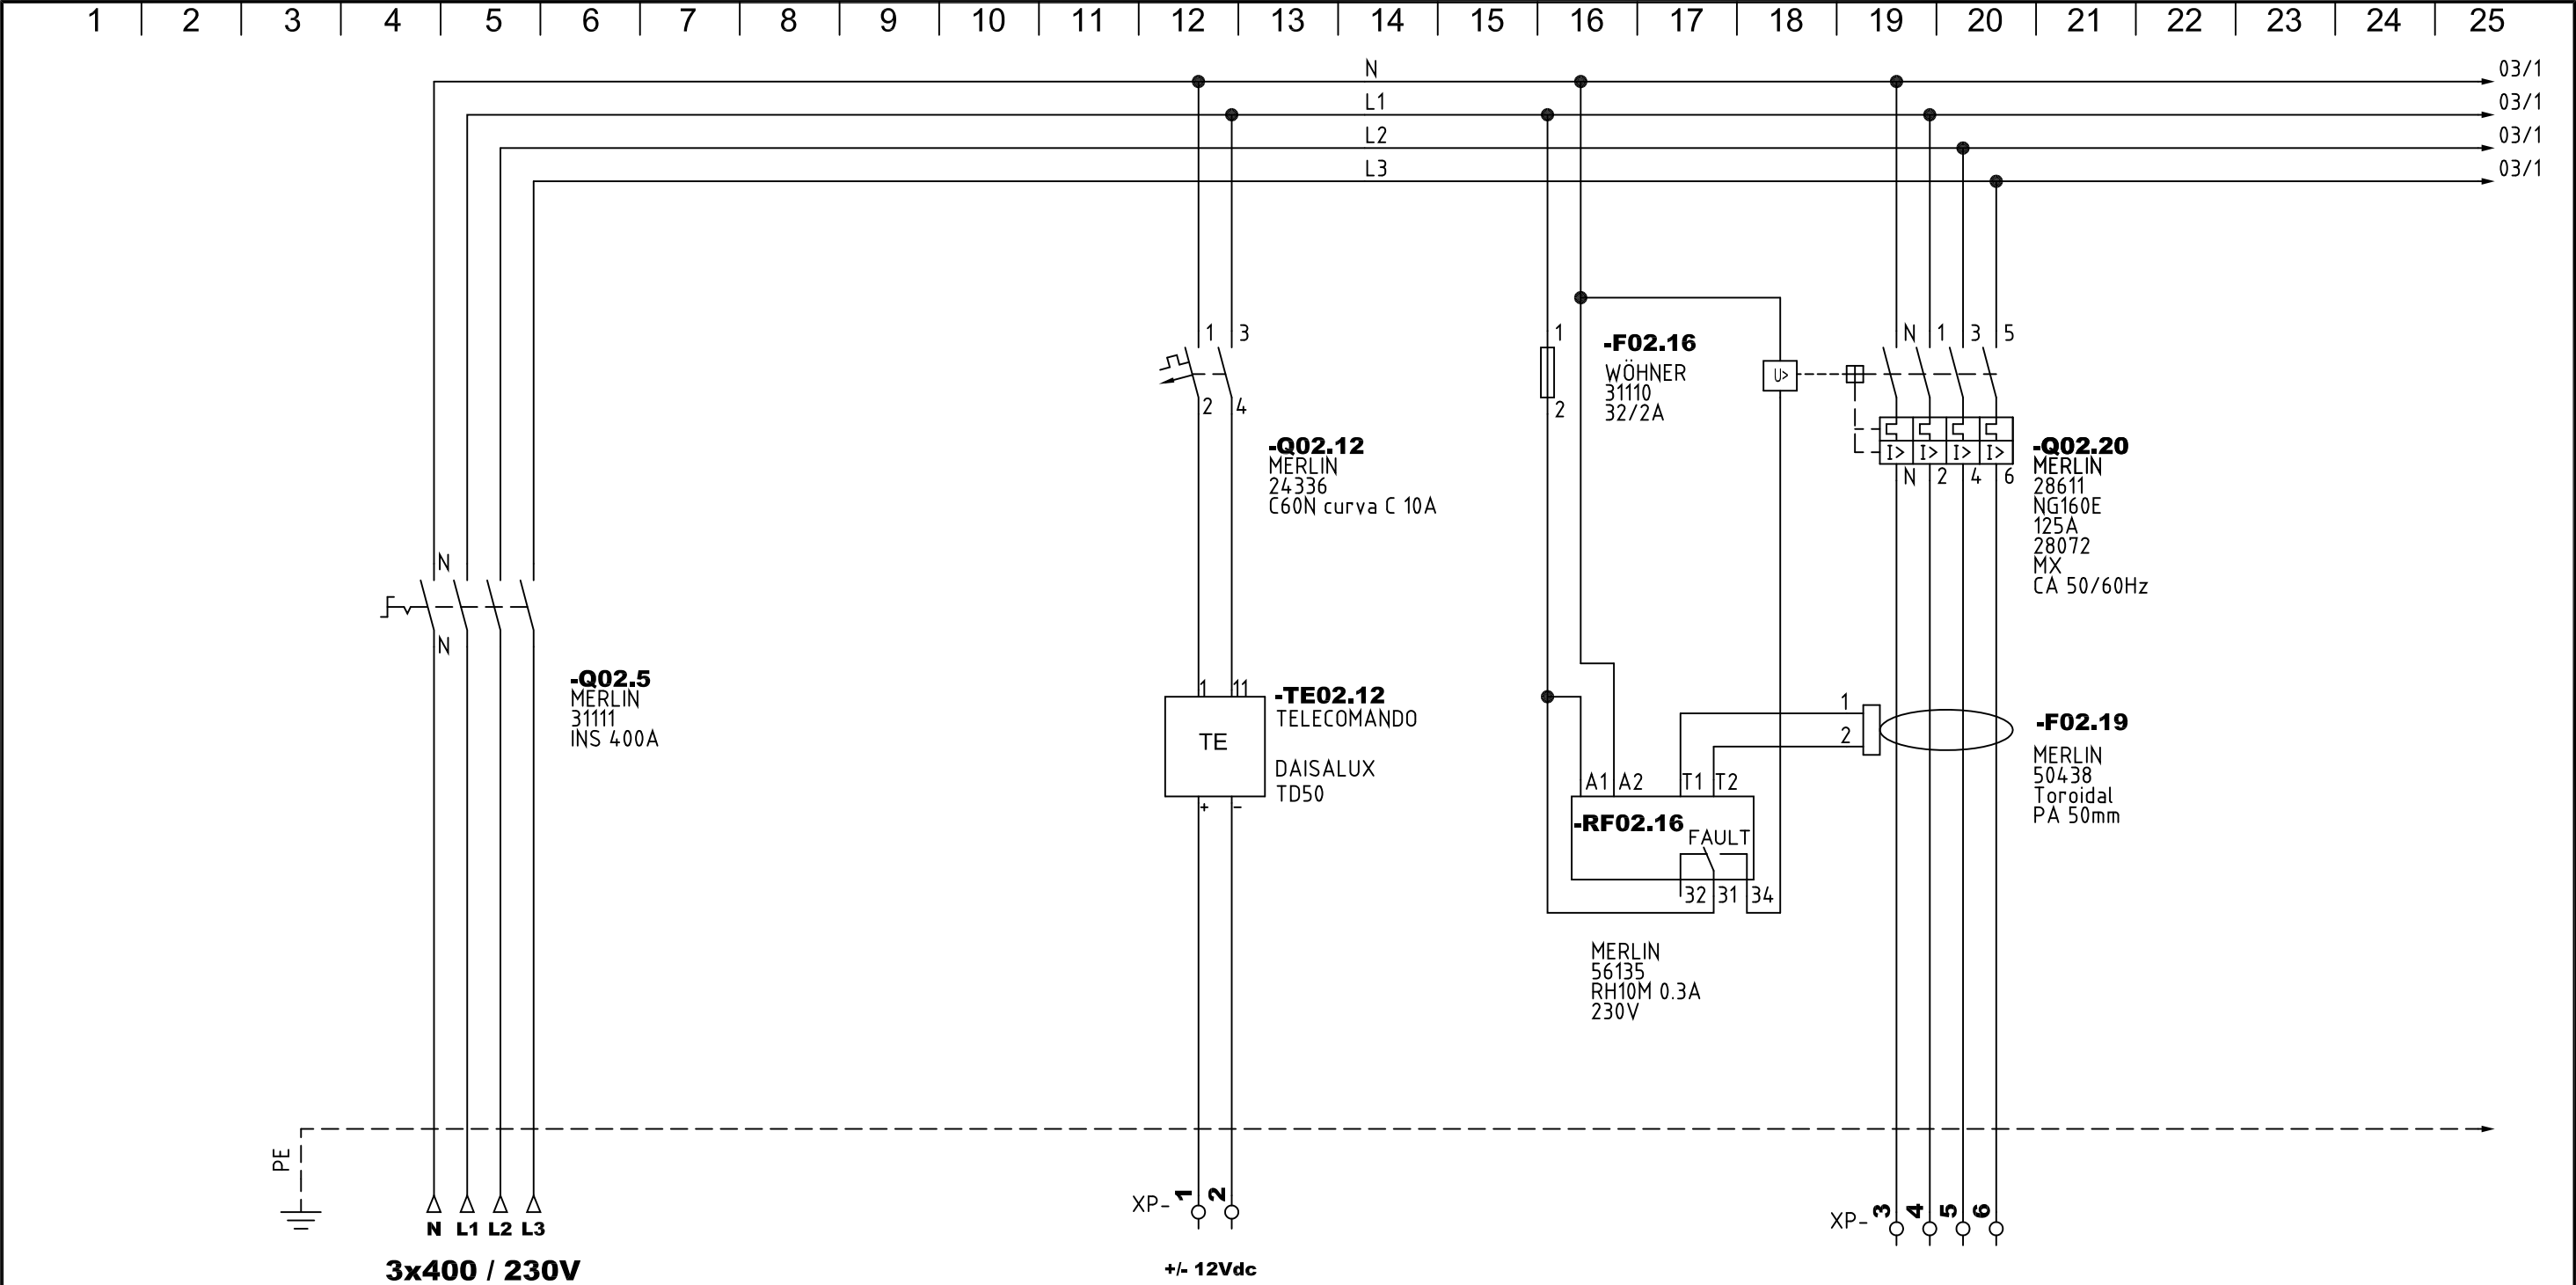 1 2 3 4 5 6 7 8 9 10 11 12 13 14 15 16 17 18 19 20 21 22 23 24 25
N 03/1
L1 03/1
L2 03/1
L3 03/1
1 3
2 4
-Q02.12
MERLIN
24336
C60N curva C 10A
1
2
-F02.16
WÖHNER
31110
32/2A
U>
N 1 3 5
I> I> I> I>
N 2 4 6
-Q02.20
MERLIN
28611
NG160E
125A
28072
MX
CA 50/60Hz
N
N
-Q02.5
MERLIN
31111
INS 400A
1 11
TE
+ -
-TE02.12
TELECOMANDO
DAISALUX
TD50
1
2
-F02.19
MERLIN
50438
Toroidal
PA 50mm
A1 A2 T1 T2
-RF02.16
FAULT
32 31 34
MERLIN
56135
RH10M 0.3A
230V
PE
N L1 L2 L3
3x400 / 230V
XP- 1 2
+/- 12Vdc
XP- 3 4 5 6